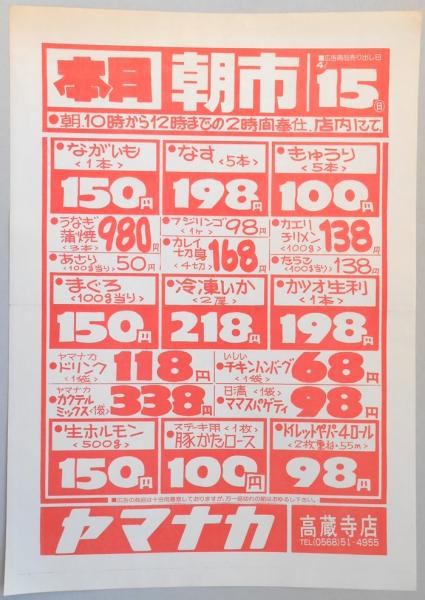 本日 朝市
■広告商品売り出し日
4/15(日)
●朝.10時から12時までの2時間奉仕、店内にて。
●ながいも
<1本>
150円
●なす<5本>
198円
●きゅうり
<5本>
100円
●うなぎ
蒲焼
980円
●フジリンゴ 98円
<1ヶ>
●カエリ
チリメン
<100g>
138円
●あさり 50円
<100g当り>
●カレイ
切身
<4切>
168円
●たらこ 138円
<100g当り>
●まぐろ
<100g当り>
150円
●冷凍いか
<2尾>
218円
●カツオ生利
<1本>
198円
ヤマナカ
●ドリンク
<1袋>
118円
いしい
●チキンハンバーグ
<1袋>
68円
ヤマナカ
●カクテル
ミックス<1袋>
338円
日清 <1袋>
●ママスパゲティ
98円
●生ホルモン
<500g>
150円
ステーキ用<1枚>
●豚かたロース
100円
●トイレットペーパー4ロール
<2枚重ね・55m>
98円
■広告の商品は十分用意致しておりますが、万一品切れの節はお許し下さい。
ヤマナカ
高蔵寺店
TEL(0568)51-4955